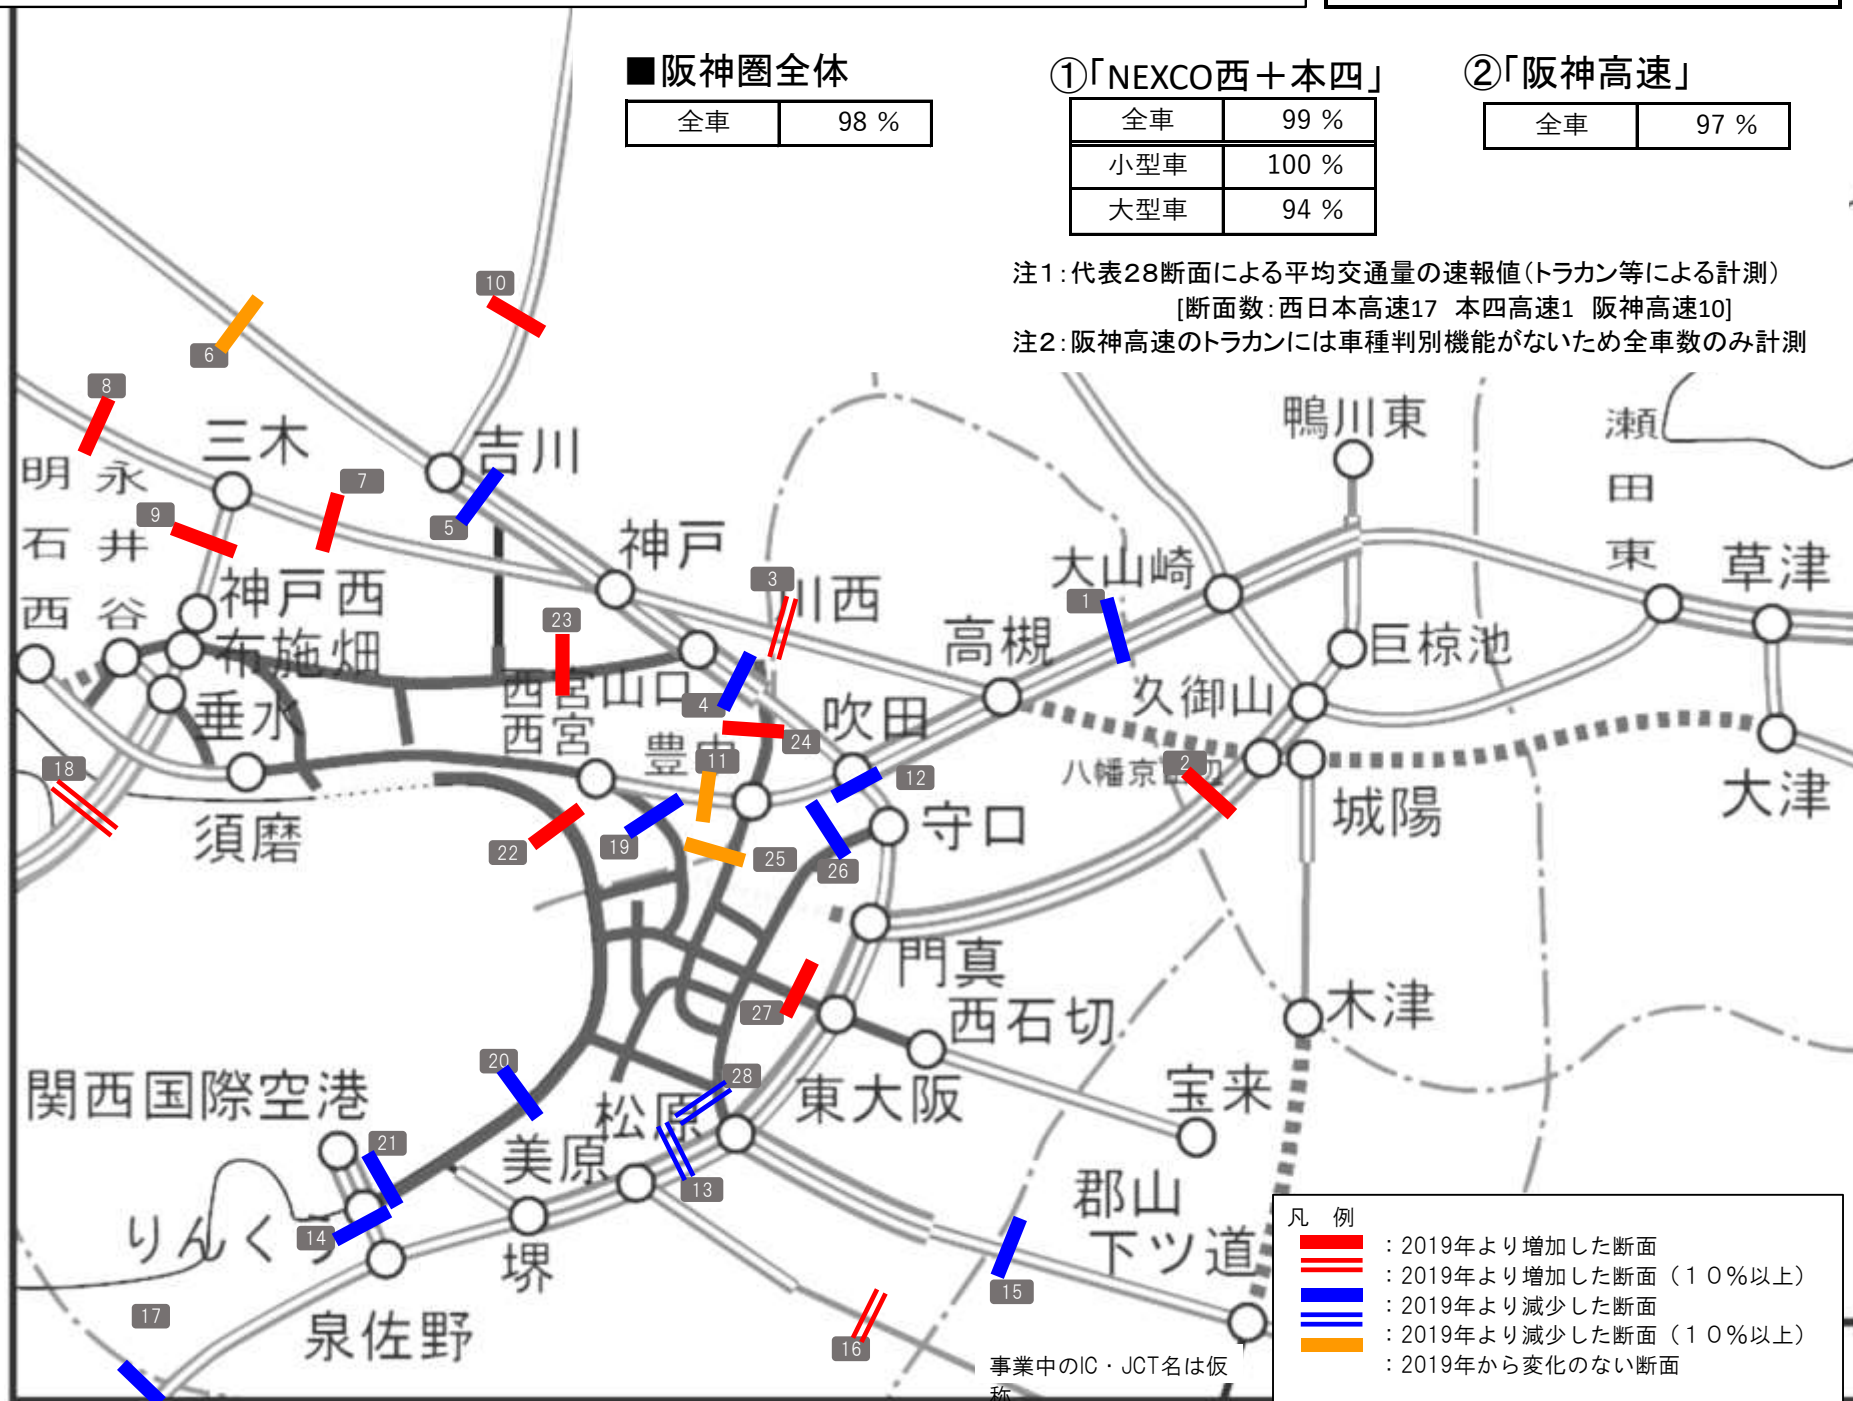 ■阪神圏全体
全車 98 %
①「NEXCO西＋本四」
全車 99 %
小型車 100 %
大型車 94 %
②「阪神高速」
全車 97 %
注1：代表28断面による平均交通量の速報値（トラカン等による計測）
[断面数：西日本高速17 本四高速1 阪神高速10]
注2：阪神高速のトラカンには車種判別機能がないため全車数のみ計測
10
6
8
三木
吉川
鴨川東
瀬田東
明石西
永井谷
7
9
5
神戸
神戸西
布施畑
3
川西
大山崎
1
草津
23
高槻
巨椋池
西宮山口
西宮
4
久御山
垂水
24
吹田
豊中
11
12
18
八幡京田辺
2
城陽
大津
須磨
22
19
25
26
守口
門真
27
西石切
木津
20
28
関西国際空港
松原
東大阪
宝来
21
美原
13
郡山
下ツ道
14
りんくう
堺
15
17
泉佐野
16
事業中のIC・JCT名は仮
称
凡 例
：2019年より増加した断面
：2019年より増加した断面（１０％以上）
：2019年より減少した断面
：2019年より減少した断面（１０％以上）
：2019年から変化のない断面